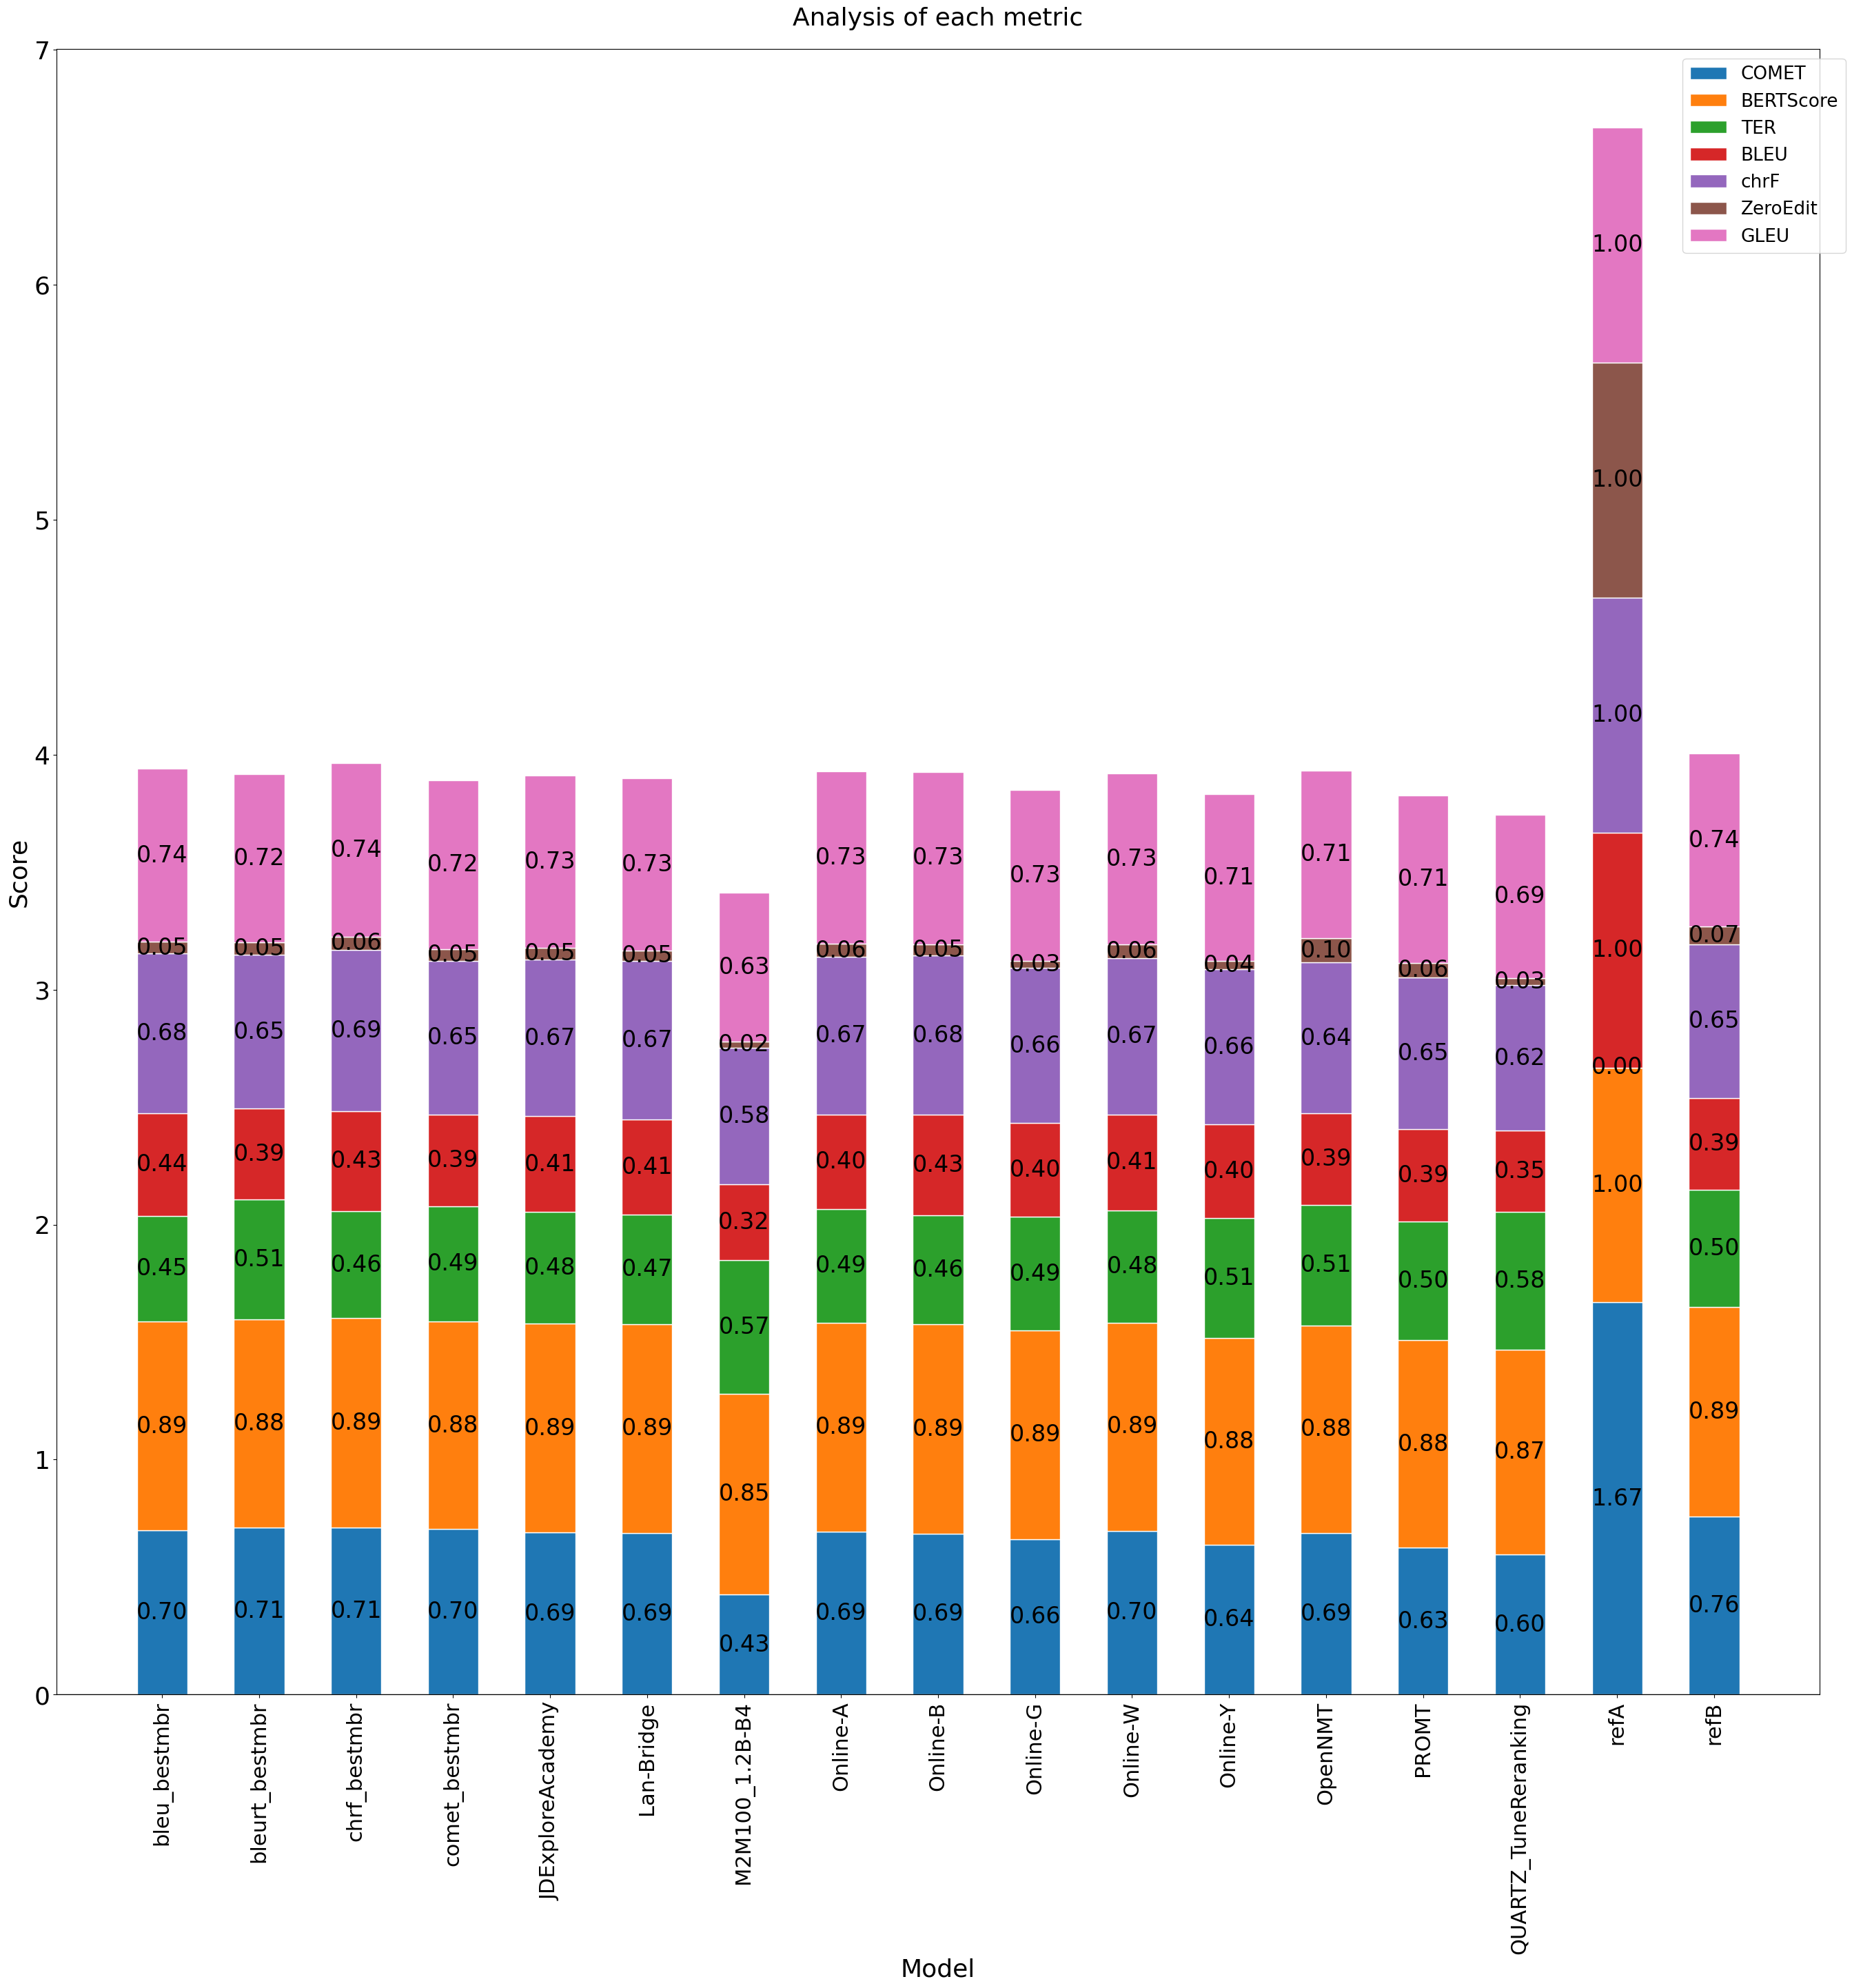 Analysis of each metric
7
6
5
4
3
2
1
0
Score
COMET
BERTScore
TER
BLEU
chrF
ZeroEdit
GLEU
0.74 0.05 0.68 0.44 0.45 0.89 0.70
0.72 0.05 0.65 0.39 0.51 0.88 0.71
0.74 0.06 0.69 0.43 0.46 0.89 0.71
0.72 0.05 0.65 0.39 0.49 0.88 0.70
0.73 0.05 0.67 0.41 0.48 0.89 0.69
0.73 0.05 0.67 0.41 0.47 0.89 0.69
0.63 0.02 0.58 0.32 0.57 0.85 0.43
0.73 0.06 0.67 0.40 0.49 0.89 0.69
0.73 0.05 0.68 0.43 0.46 0.89 0.69
0.73 0.03 0.66 0.40 0.49 0.89 0.66
0.73 0.06 0.67 0.41 0.48 0.89 0.70
0.71 0.04 0.66 0.40 0.51 0.88 0.64
0.71 0.10 0.64 0.39 0.51 0.88 0.69
0.71 0.06 0.65 0.39 0.50 0.88 0.63
0.69 0.03 0.62 0.35 0.58 0.87 0.60
1.00 1.00 1.00 1.00 0.00 1.00 1.67
0.74 0.07 0.65 0.39 0.50 0.89 0.76
bleu_bestmbr
bleurt_bestmbr
chrf_bestmbr
comet_bestmbr
JDExploreAcademy
Lan-Bridge
M2M100_1.2B-B4
Online-A
Online-B
Online-G
Online-W
Online-Y
OpenNMT
PROMT
QUARTZ_TuneReranking
refA
refB
Model